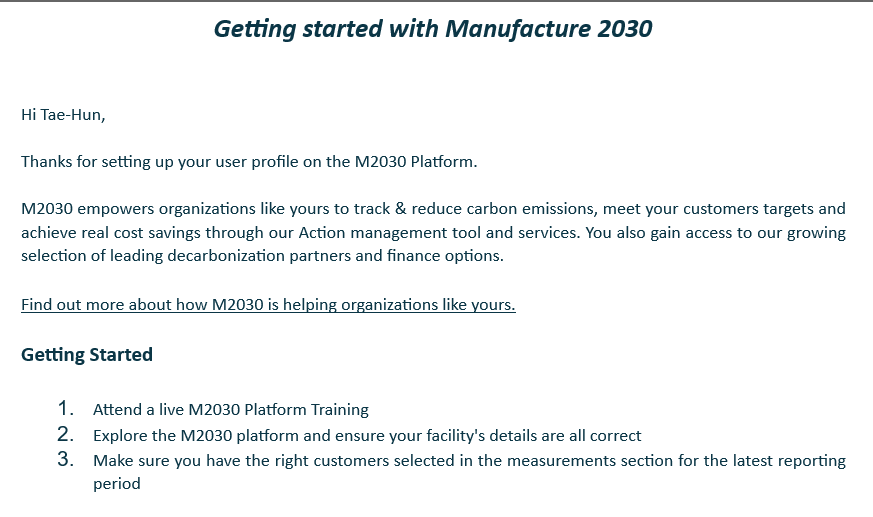 Getting started with Manufacture 2030
Hi Tae-Hun,
Thanks for setting up your user profile on the M2030 Platform.
M2030 empowers organizations like yours to track & reduce carbon emissions, meet your customers targets and
achieve real cost savings through our Action management tool and services. You also gain access to our growing
selection of leading decarbonization partners and finance options.
Find out more about how M2030 is helping organizations like yours.
Getting Started
1. Attend a live M2030 Platform Training
2. Explore the M2030 platform and ensure your facility's details are all correct
3. Make sure you have the right customers selected in the measurements section for the latest reporting
period